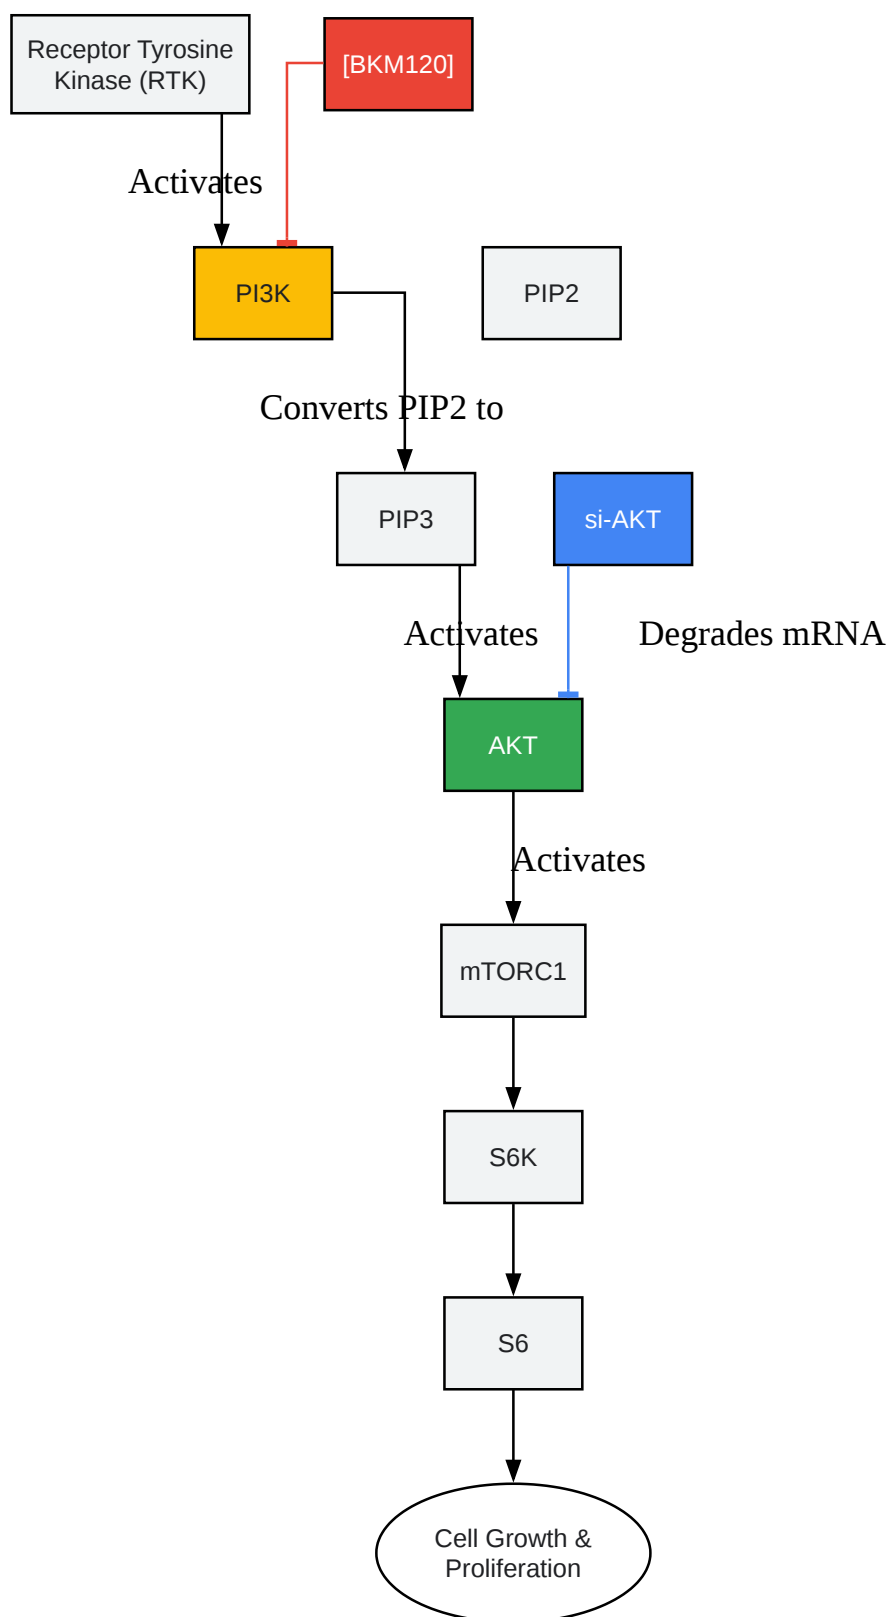 Receptor Tyrosine
Kinase (RTK)
[BKM120]
Activates
PI3K
PIP2
Converts PIP2 to
PIP3
si-AKT
Activates
Degrades mRNA
AKT
Activates
mTORC1
S6K
S6
Cell Growth &
Proliferation